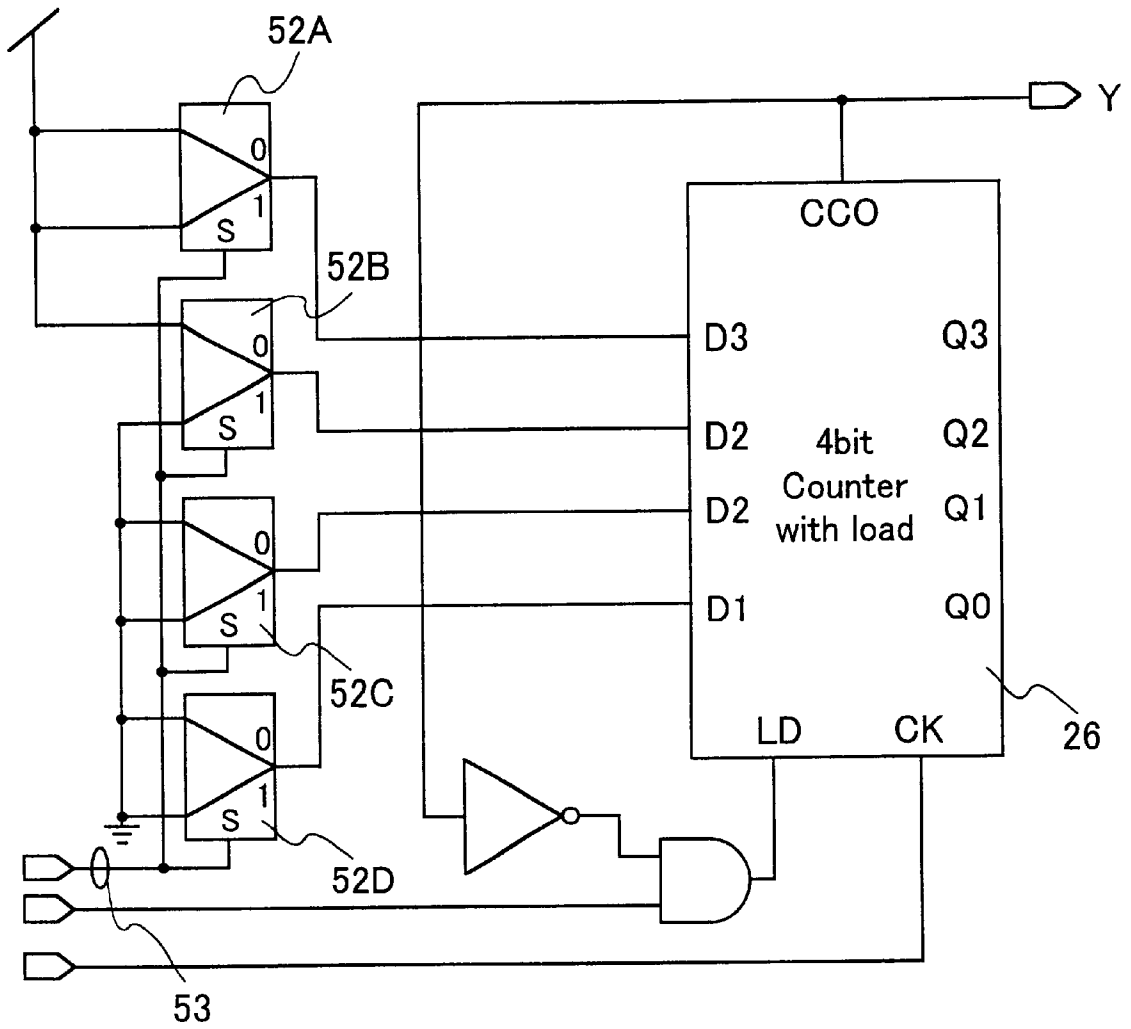 52A
Y
0
1
S
CCO
52B
0
1
S
D3
Q3
D2
4bit
Counter
with load
Q2
D2
Q1
0
1
S
D1
Q0
52C
0
1
S
LD
CK
26
52D
53